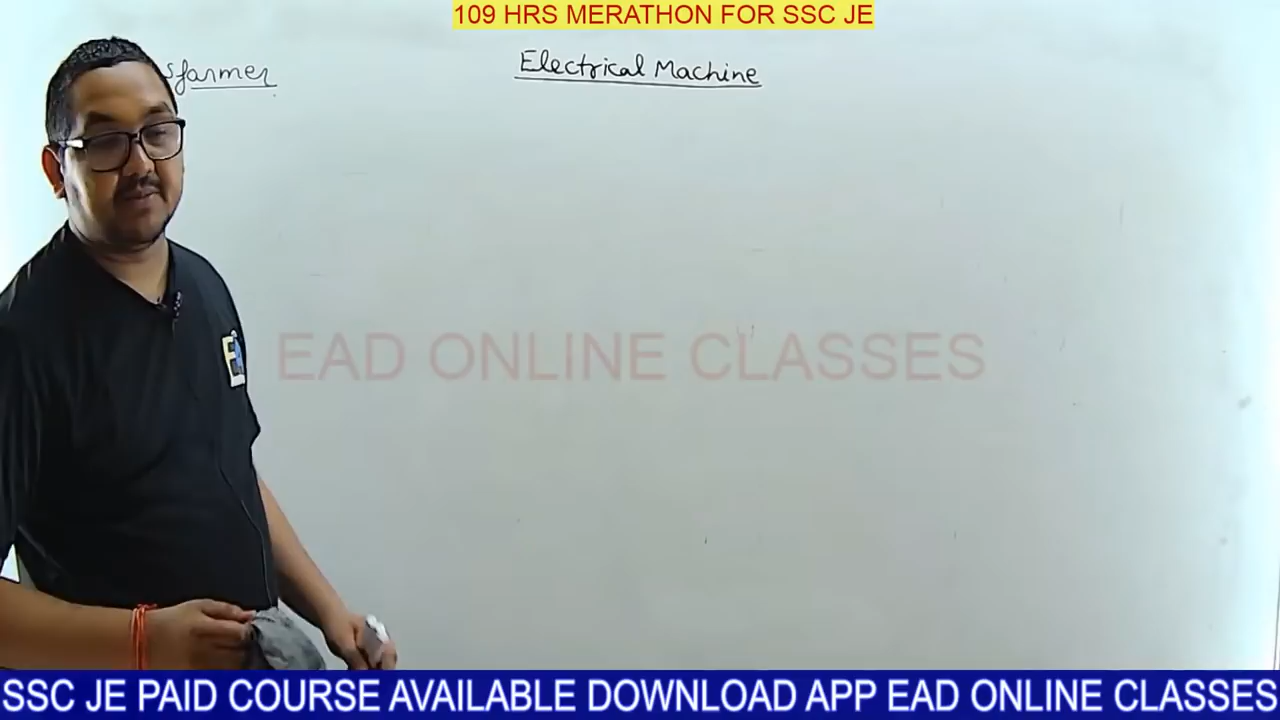 109 HRS MERATHON FOR SSC JE
sfarmer
Electrical Machine
EAD ONLINE CLASSES
SSC JE PAID COURSE AVAILABLE DOWNLOAD APP EAD ONLINE CLASSES